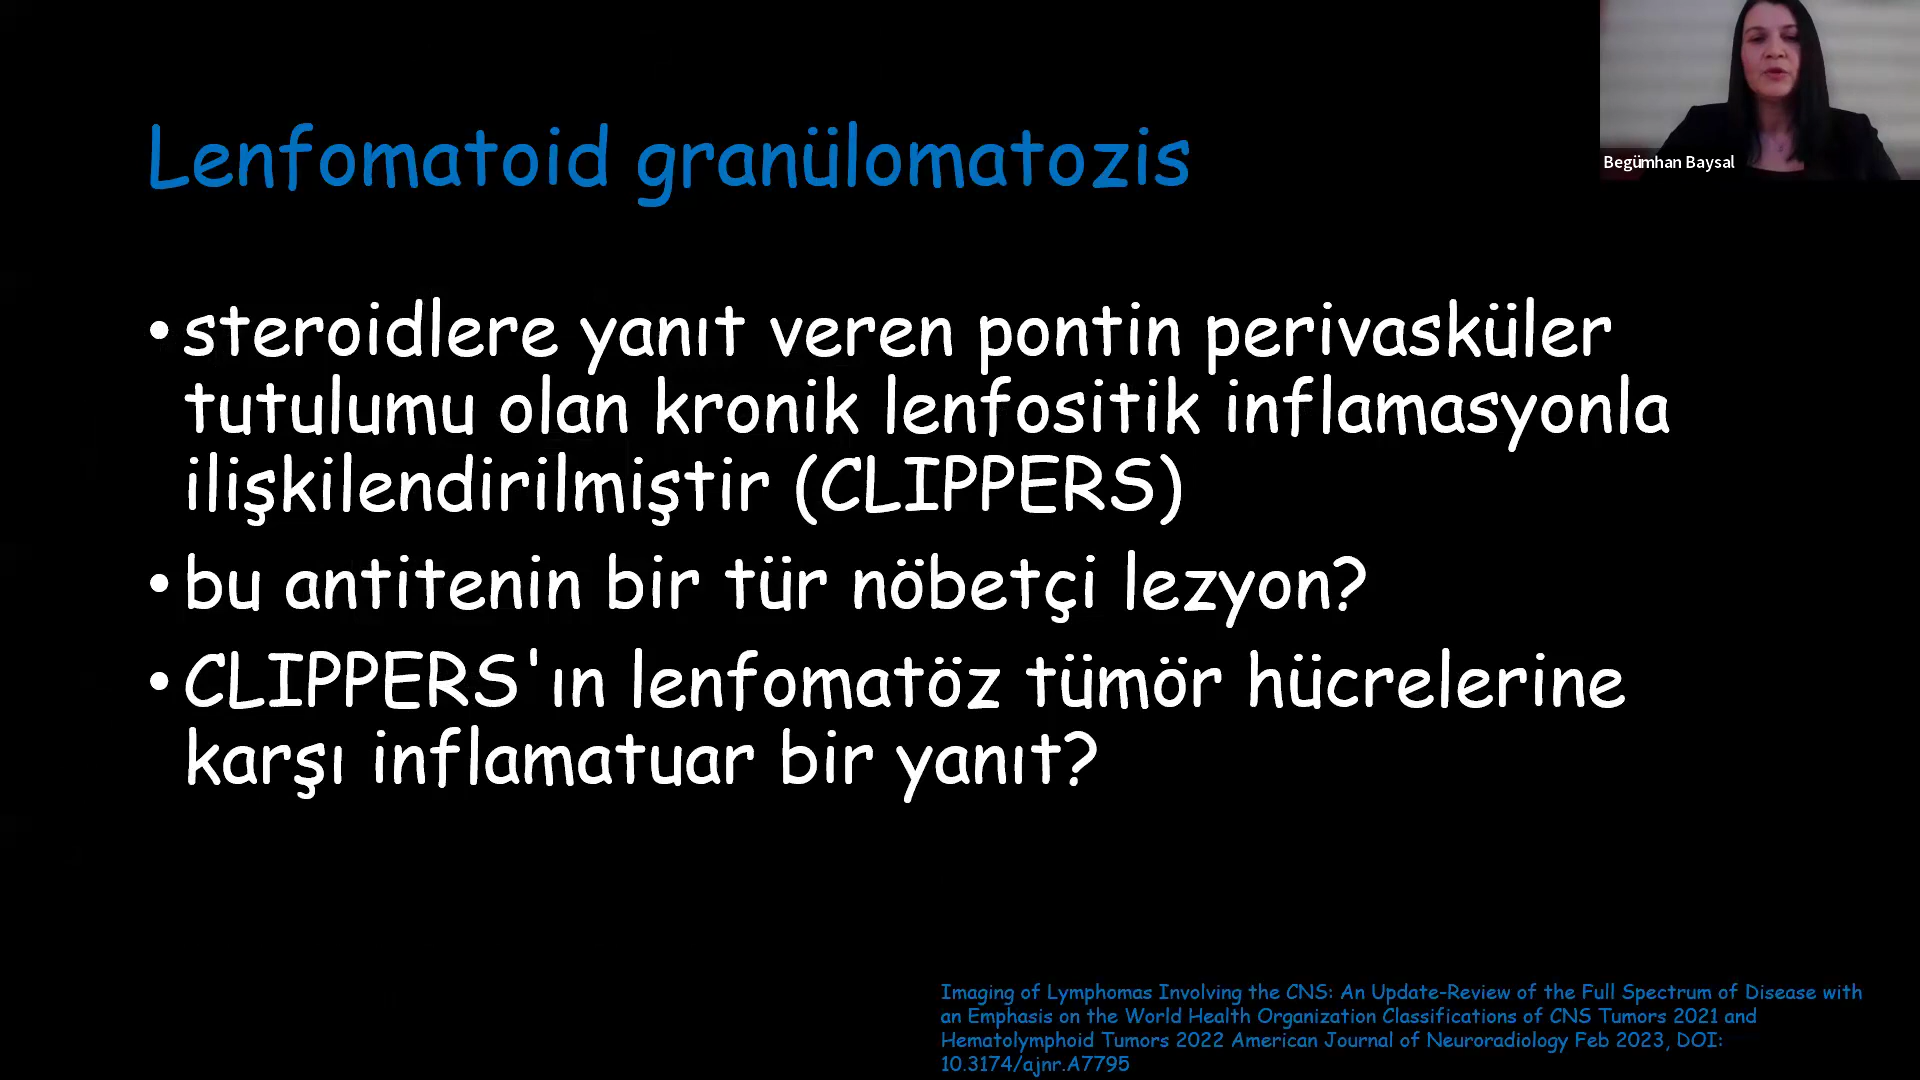 Lenfomatoid granülomatozis
Begümhan Baysal
• steroidlere yanıt veren pontin perivasküler
tutulumu olan kronik lenfositik inflamasyonla
ilişkilendirilmiştir (CLIPPERS)
• bu antitenin bir tür nöbetçi lezyon?
• CLIPPERS'ın lenfomatöz tümör hücrelerine
karşı inflamatuar bir yanıt?
Imaging of Lymphomas Involving the CNS: An Update-Review of the Full Spectrum of Disease with
an Emphasis on the World Health Organization Classifications of CNS Tumors 2021 and
Hematolymphoid Tumors 2022 American Journal of Neuroradiology Feb 2023, DOI:
10.3174/ajnr.A7795